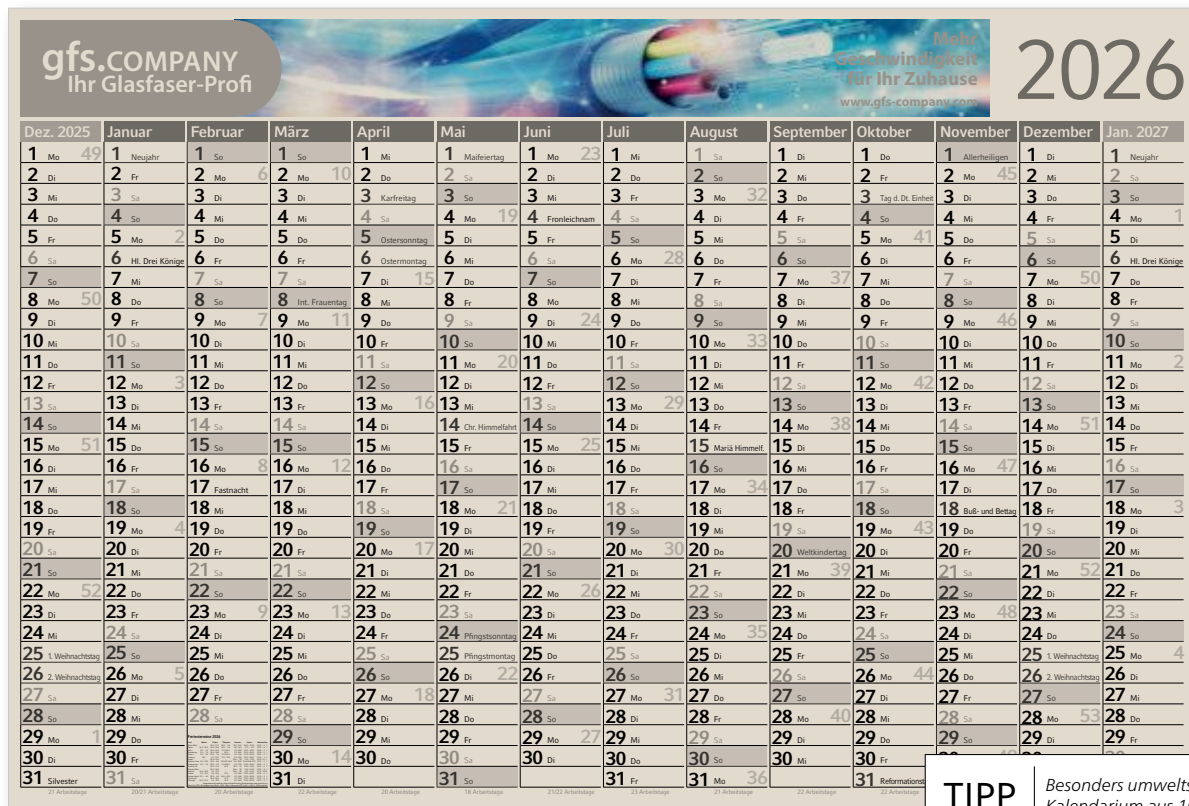 gfs.COMPANY
Ihr Glasfaser-Profi
Mehr
Geschwindigkeit
für Ihr Zuhause
www.gfs-company.com
2026
Dez. 2025 Januar Februar März April Mai Juni Juli August September Oktober November Dezember Jan. 2027
1 Mo 49 1 Neujahr 1 So 1 So 1 Mi 1 Maifeiertag 1 Mo 23 1 Mi 1 Sa 1 Di 1 Do 1 Allerheiligen 1 Di 1 Neujahr
2 Di 2 Fr 2 Mo 6 2 Mo 10 2 Do 2 Sa 2 Di 2 Do 2 So 2 Mi 2 Fr 2 Mo 45 2 Mi 2 Sa
3 Mi 3 Sa 3 Di 3 Di 3 Karfreitag 3 So 3 Mi 3 Fr 3 Mo 32 3 Do 3 Tag d. Dt. Einheit 3 Di 3 Do 3 So
4 Do 4 So 4 Mi 4 Mi 4 Sa 4 Mo 19 4 Fronleichnam 4 Sa 4 Di 4 Fr 4 So 4 Mi 4 Fr 4 Mo 1
5 Fr 5 Mo 2 5 Do 5 Do 5 Ostersonntag 5 Di 5 Fr 5 So 5 Mi 5 Sa 5 Mo 41 5 Do 5 Sa 5 Di
6 Sa 6 Hl. Drei Könige 6 Fr 6 Fr 6 Ostermontag 6 Mi 6 Sa 6 Mo 28 6 Do 6 So 6 Di 6 Fr 6 So 6 Hl. Drei Könige
7 So 7 Mi 7 Sa 7 Sa 7 Di 15 7 Do 7 So 7 Di 7 Fr 7 Mo 37 7 Mi 7 Sa 7 Mo 50 7 Do
8 Mo 50 8 Do 8 So 8 Int. Frauentag 8 Mi 8 Fr 8 Mo 8 Mi 8 Sa 8 Di 8 Do 8 So 8 Di 8 Fr
9 Di 9 Fr 9 Mo 7 9 Mo 11 9 Do 9 Sa 9 Di 24 9 Do 9 So 9 Mi 9 Fr 9 Mo 46 9 Mi 9 Sa
10 Mi 10 Sa 10 Di 10 Di 10 Fr 10 So 10 Mi 10 Fr 10 Mo 33 10 Do 10 Sa 10 Di 10 Do 10 So
11 Do 11 So 11 Mi 11 Mi 11 Sa 11 Mo 20 11 Do 11 Sa 11 Di 11 Fr 11 So 11 Mi 11 Fr 11 Mo 2
12 Fr 12 Mo 3 12 Do 12 Do 12 So 12 Di 12 Fr 12 So 12 Mi 12 Sa 12 Mo 42 12 Do 12 Sa 12 Di
13 Sa 13 Di 13 Fr 13 Fr 13 Mo 16 13 Mi 13 Sa 13 Mo 29 13 Do 13 So 13 Di 13 Fr 13 So 13 Mi
14 So 14 Mi 14 Sa 14 Sa 14 Di 14 Chr. Himmelfahrt 14 So 14 Di 14 Fr 14 Mo 38 14 Mi 14 Sa 14 Mo 51 14 Do
15 Mo 51 15 Do 15 So 15 So 15 Mi 15 Fr 15 Mo 25 15 Mi 15 Mariä Himmelf. 15 Di 15 Do 15 So 15 Di 15 Fr
16 Di 16 Fr 16 Mo 8 16 Mo 12 16 Do 16 Sa 16 Di 16 Do 16 So 16 Mi 16 Fr 16 Mo 47 16 Mi 16 Sa
17 Mi 17 Sa 17 Fastnacht 17 Di 17 Fr 17 So 17 Mi 17 Fr 17 Mo 34 17 Do 17 Sa 17 Di 17 Do 17 So
18 Do 18 So 18 Mi 18 Mi 18 Sa 18 Mo 21 18 Do 18 Sa 18 Di 18 Fr 18 So 18 Buß- und Bettag 18 Fr 18 Mo 3
19 Fr 19 Mo 4 19 Do 19 Do 19 So 19 Di 19 Fr 19 So 19 Mi 19 Sa 19 Mo 43 19 Do 19 Sa 19 Di
20 Sa 20 Di 20 Fr 20 Fr 20 Mo 17 20 Mi 20 Sa 20 Mo 30 20 Do 20 Weltkindertag 20 Di 20 Fr 20 So 20 Mi
21 So 21 Mi 21 Sa 21 Sa 21 Di 21 Do 21 So 21 Di 21 Fr 21 Mo 39 21 Mi 21 Sa 21 Mo 52 21 Do
22 Mo 52 22 Do 22 So 22 So 22 Mi 22 Fr 22 Mo 26 22 Mi 22 Sa 22 Di 22 Do 22 So 22 Di 22 Fr
23 Di 23 Fr 23 Mo 9 23 Mo 13 23 Do 23 Sa 23 Di 23 Do 23 So 23 Mi 23 Fr 23 Mo 48 23 Mi 23 Sa
24 Mi 24 Sa 24 Di 24 Di 24 Fr 24 Pfingstsonntag 24 Mi 24 Fr 24 Mo 35 24 Do 24 Sa 24 Di 24 Do 24 So
25 1. Weihnachtstag 25 So 25 Mi 25 Mi 25 Sa 25 Pfingstmontag 25 Do 25 Sa 25 Di 25 Fr 25 So 25 Mi 25 1. Weihnachtstag 25 Mo 4
26 2. Weihnachtstag 26 Mo 5 26 Do 26 Do 26 So 26 Di 22 26 Fr 26 So 26 Mi 26 Sa 26 Mo 44 26 Do 26 2. Weihnachtstag 26 Di
27 Sa 27 Di 27 Fr 27 Fr 27 Mo 18 27 Mi 27 Sa 27 Mo 31 27 Do 27 So 27 Di 27 Fr 27 So 27 Mi
28 So 28 Mi 28 Sa 28 Sa 28 Di 28 Do 28 So 28 Di 28 Fr 28 Mo 40 28 Mi 28 Sa 28 Mo 53 28 Do
29 Mo 1 29 Do Ferientermine 2026 29 So 29 Mi 29 Fr 29 Mo 27 29 Mi 29 Sa 29 Di 29 Do 29 So 29 Di 29 Fr
30 Di 30 Fr 30 Mo 14 30 Do 30 Sa 30 Di 30 Do 30 So 30 Mi 30 Fr
31 Silvester 31 Sa 31 Di 31 So 31 Fr 31 Mo 36 31 Reformationst
21 Arbeitstage 20/21 Arbeitstage 20 Arbeitstage 22 Arbeitstage 20 Arbeitstage 18 Arbeitstage 21/22 Arbeitstage 23 Arbeitstage 22 Arbeitstage 22 Arbeitstage
TIPP
Besonders umwelts
Kalendarium aus 1